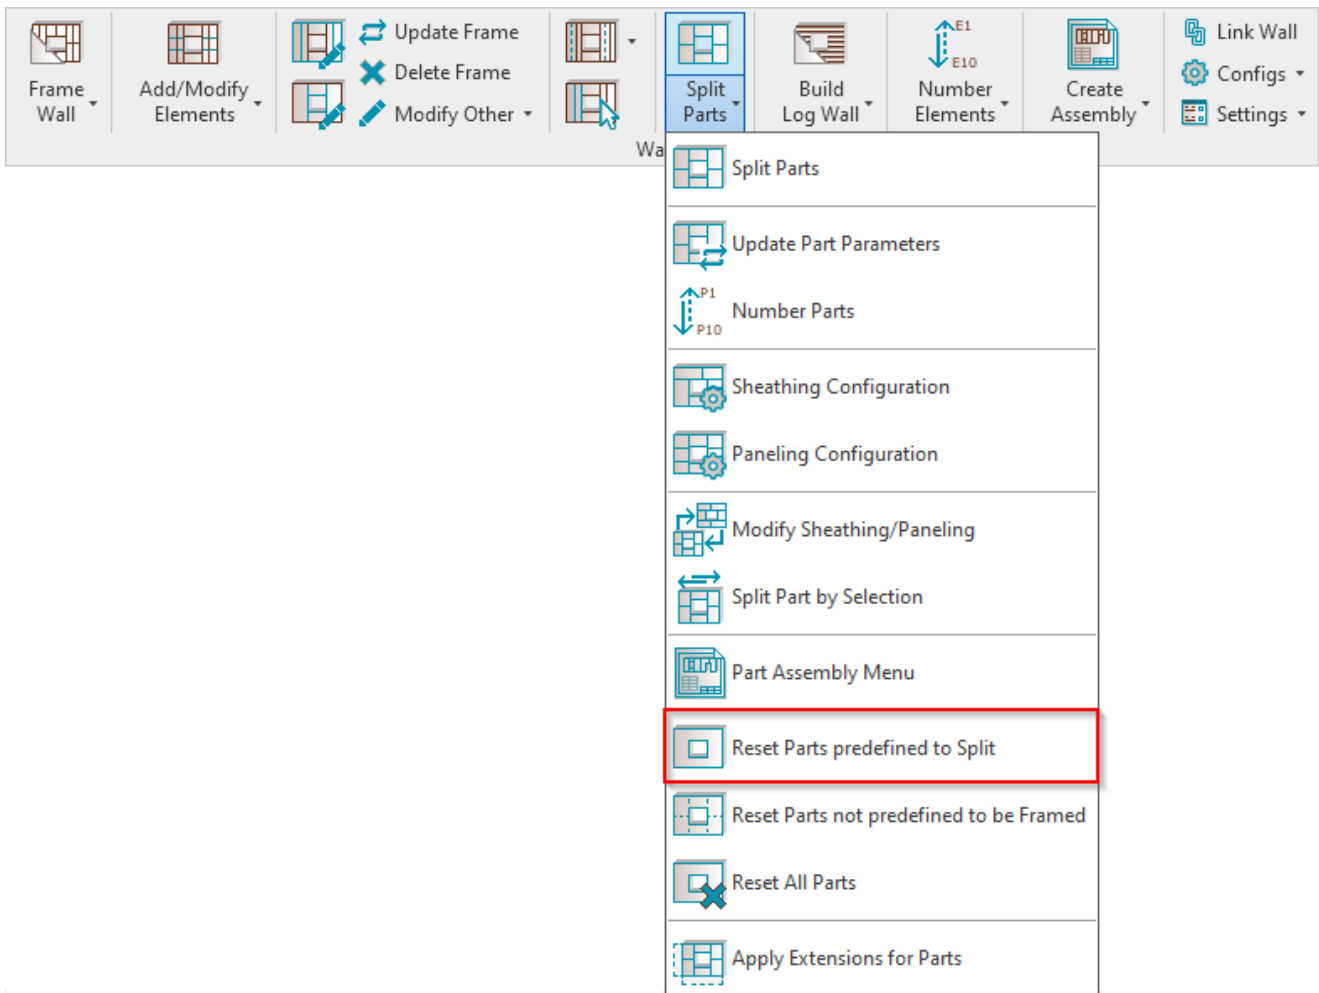 Frame
Wall
Add/Modify
Elements
Update Frame
Delete Frame
Modify Other
Split
Parts
Build
Log Wall
E1
E10
Number
Elements
Create
Assembly
Link Wall
Configs
Settings
Wa
Split Parts
Update Part Parameters
P1
P10
Number Parts
Sheathing Configuration
Paneling Configuration
Modify Sheathing/Paneling
Split Part by Selection
Part Assembly Menu
Reset Parts predefined to Split
Reset Parts not predefined to be Framed
Reset All Parts
Apply Extensions for Parts